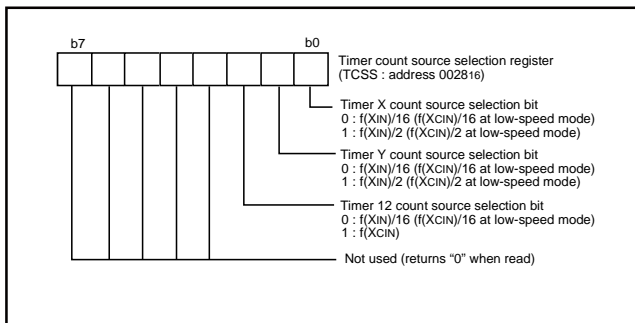 b7 b0
Timer count source selection register
(TCSS : address 002816)
Timer X count source selection bit
0 : f(XIN)/16 (f(XCIN)/16 at low-speed mode)
1 : f(XIN)/2 (f(XCIN)/2 at low-speed mode)
Timer Y count source selection bit
0 : f(XIN)/16 (f(XCIN)/16 at low-speed mode)
1 : f(XIN)/2 (f(XCIN)/2 at low-speed mode)
Timer 12 count source selection bit
0 : f(XIN)/16 (f(XCIN)/16 at low-speed mode)
1 : f(XCIN)
Not used (returns “0” when read)